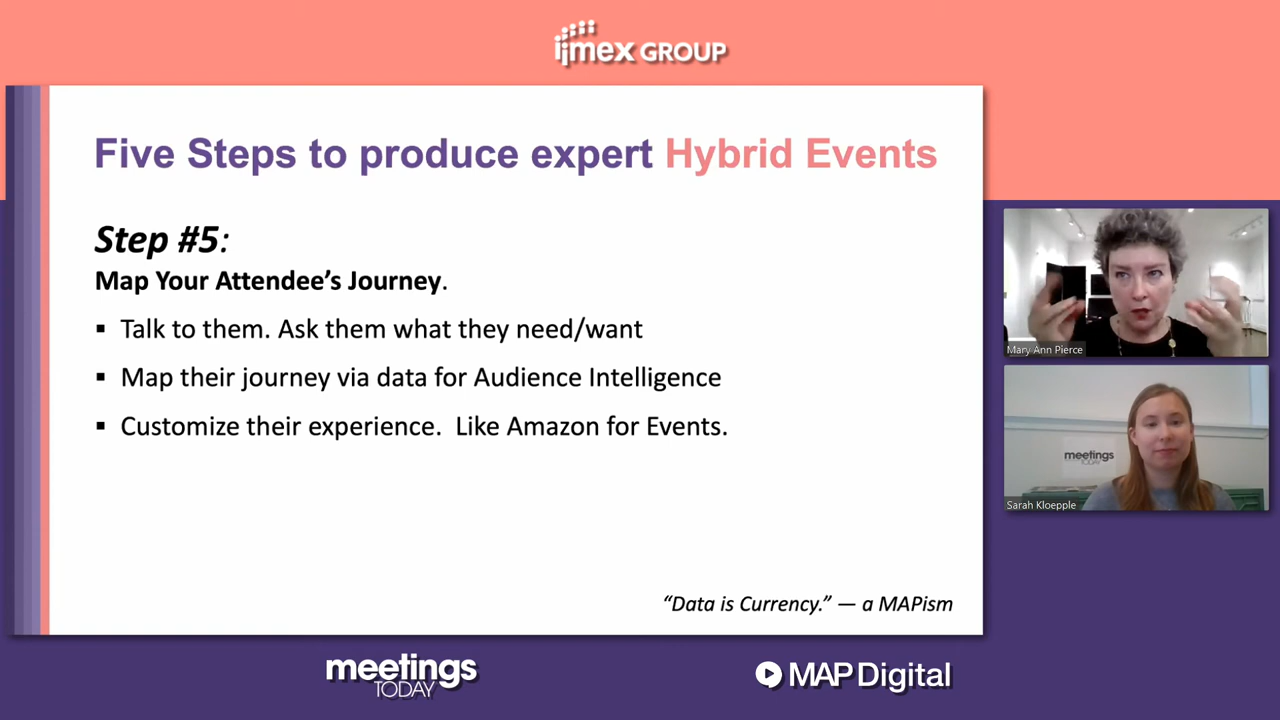 imex GROUP
Five Steps to produce expert Hybrid Events
Step #5:
Map Your Attendee’s Journey.
▪ Talk to them. Ask them what they need/want
▪ Map their journey via data for Audience Intelligence
▪ Customize their experience.  Like Amazon for Events.
“Data is Currency.” — a MAPism
Mary Ann Pierce
meetings
TODAY
Sarah Kloepple
meetings
TODAY
MAP Digital